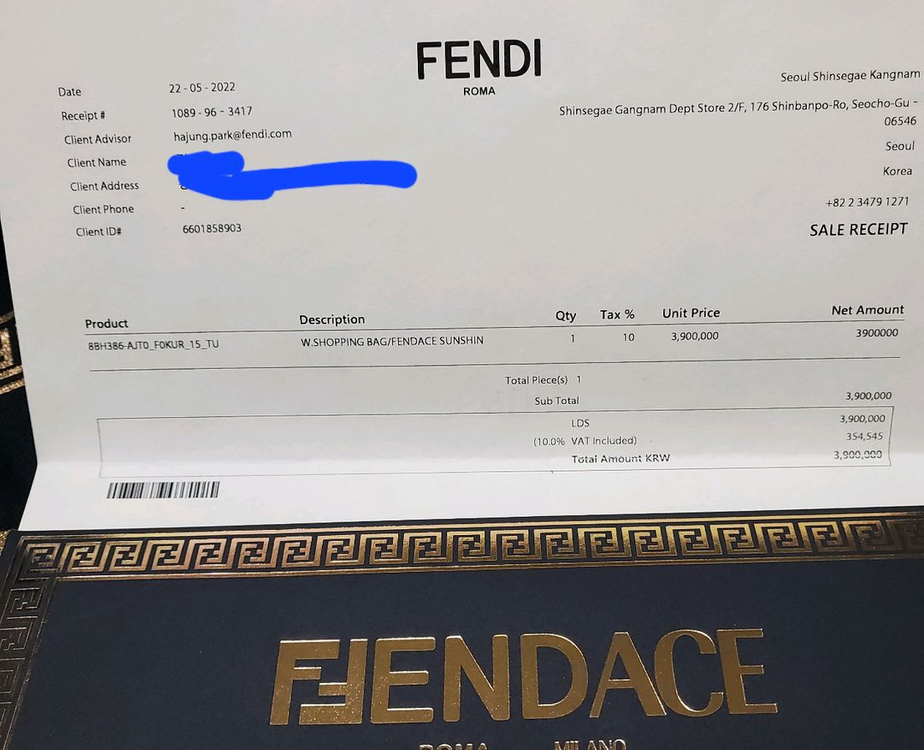 FENDI
ROMA
Date 22 - 05 - 2022
Receipt # 1089 - 96 - 3417
Client Advisor hajung.park@fendi.com
Client Name
Client Address
Client Phone -
Client ID# 6601858903
Seoul Shinsegae Kangnam
Shinsegae Gangnam Dept Store 2/F, 176 Shinbanpo-Ro, Seocho-Gu -
06546
Seoul
Korea
+82 2 3479 1271
SALE RECEIPT
Product Description Qty Tax % Unit Price Net Amount
8BH386-AJT0_F0KUR_15_TU W.SHOPPING BAG/FENDACE SUNSHIN 1 10 3,900,000 3900000
Total Piece(s) 1
Sub Total 3,900,000
LDS 3,900,000
(10.0% VAT Included) 354,545
Total Amount KRW 3,900,000
FENDACE
ROMA MILANO